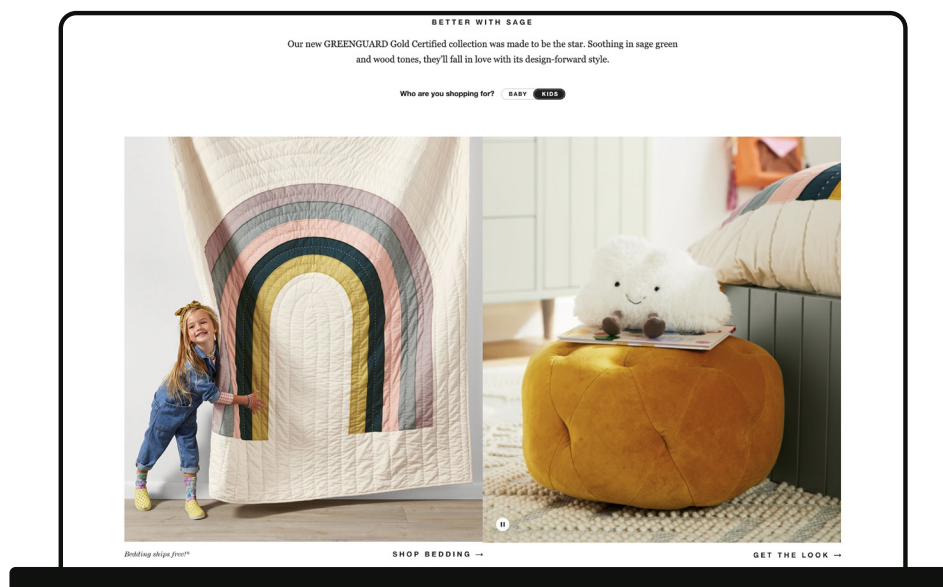 BETTER WITH SAGE
Our new GREENGUARD Gold Certified collection was made to be the star. Soothing in sage green
and wood tones, they'll fall in love with its design-forward style.
Who are you shopping for? BABY KIDS
Bedding ships free!*
SHOP BEDDING →
GET THE LOOK →